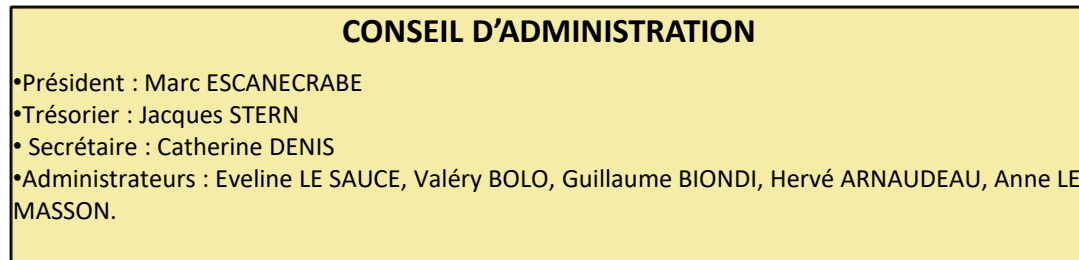 CONSEIL D’ADMINISTRATION
•Président : Marc ESCANECRABE
•Trésorier : Jacques STERN
• Secrétaire : Catherine DENIS
•Administrateurs : Eveline LE SAUCE, Valéry BOLO, Guillaume BIONDI, Hervé ARNAUDEAU, Anne LE
MASSON.